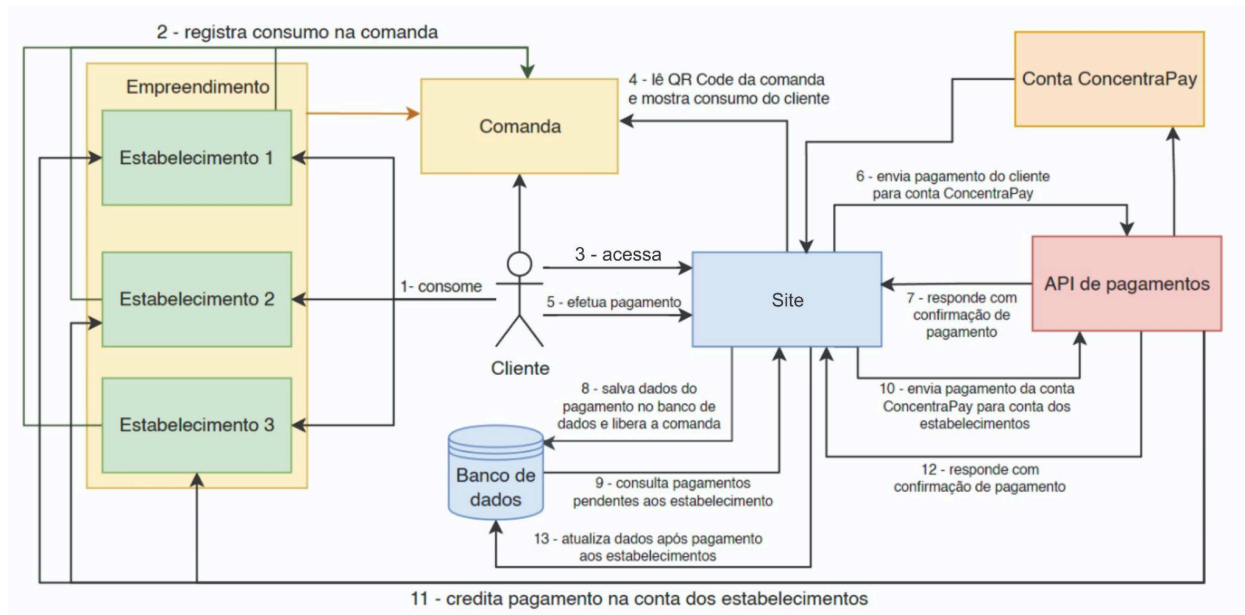 2 - registra consumo na comanda
Empreendimento
Estabelecimento 1
Estabelecimento 2
Estabelecimento 3
Comanda
4 - lê QR Code da comanda
e mostra consumo do cliente
Conta ConcentraPay
6 - envia pagamento do cliente
para conta ConcentraPay
3 - acessa
1- consome
5 - efetua pagamento
Cliente
Site
API de pagamentos
7 - responde com
confirmação de
pagamento
8 - salva dados do
pagamento no banco de
dados e libera a comanda
10 - envia pagamento da conta
ConcentraPay para conta dos
estabelecimentos
Banco de
dados
9 - consulta pagamentos
pendentes aos estabelecimento
12 - responde com
confirmação de pagamento
13 - atualiza dados após pagamento
aos estabelecimentos
11 - credita pagamento na conta dos estabelecimentos